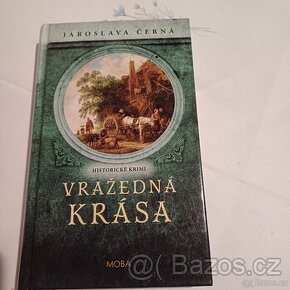 JAROSLAVA ČERNÁ
HISTORICKÉ KRIMI
VRAŽEDNÁ
KRÁSA
MOBA
Bazos.cz